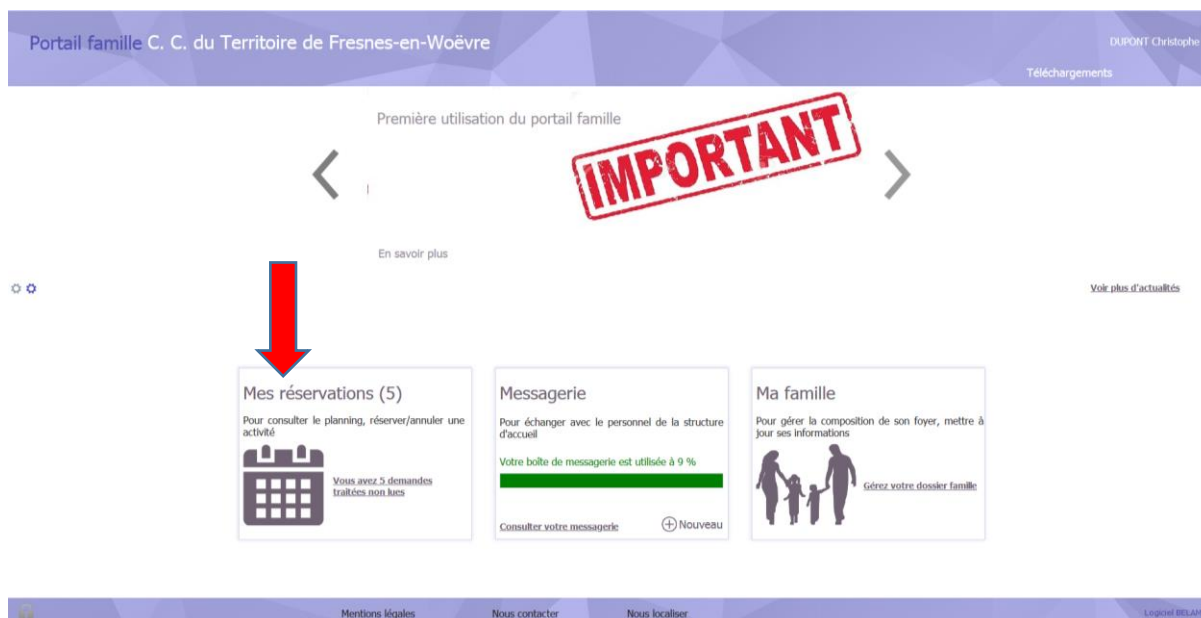 Portail famille C. C. du Territoire de Fresnes-en-Woëvre
DUPONT Christophe
Téléchargements
Première utilisation du portail famille
IMPORTANT
En savoir plus
Voir plus d'actualités
Mes réservations (5)
Pour consulter le planning, réserver/annuler une
activité
Vous avez 5 demandes
traitées non lues
Messagerie
Pour échanger avec le personnel de la structure
d'accueil
Votre boîte de messagerie est utilisée à 9 %
Consulter votre messagerie
Nouveau
Ma famille
Pour gérer la composition de son foyer, mettre à
jour ses informations
Gérez votre dossier famille
Mentions légales
Nous contacter
Nous localiser
Logiciel